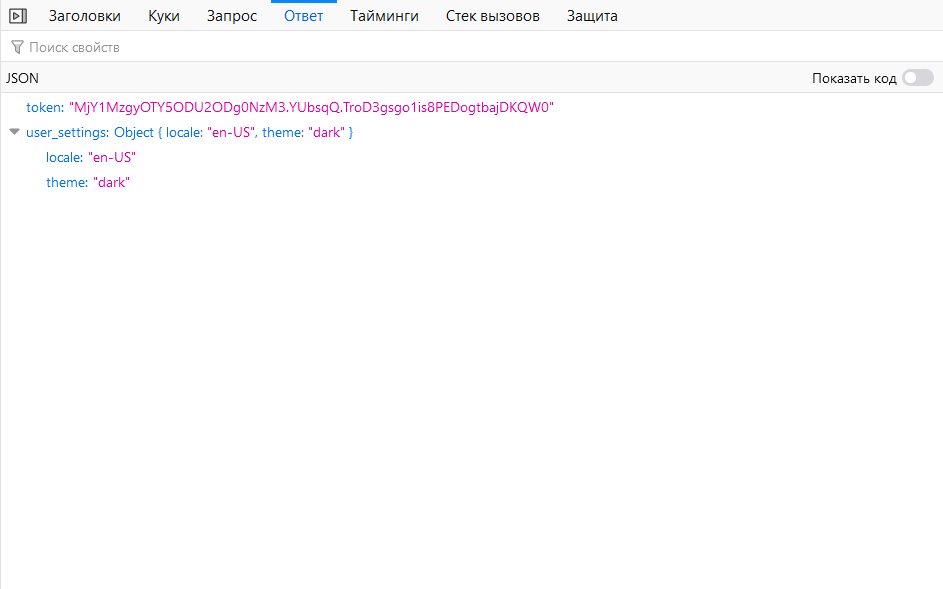 Заголовки Куки Запрос Ответ Тайминги Стек вызовов Защита
Поиск свойств
JSON Показать код
token: "MjY1MzgyOTY5ODU2ODg0NzM3.YUbsqQ.TroD3gsgo1is8PEDogtbajDKQW0"
user_settings: Object { locale: "en-US", theme: "dark" }
locale: "en-US"
theme: "dark"